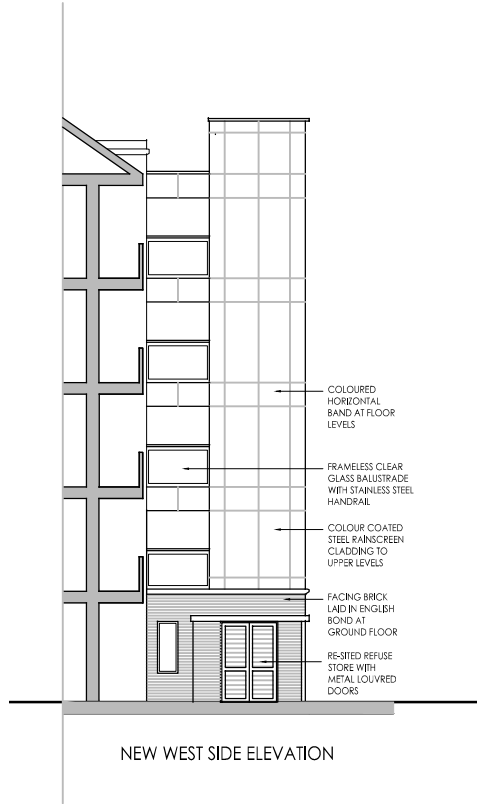 COLOURED
HORIZONTAL
BAND AT FLOOR
LEVELS
FRAMELESS CLEAR
GLASS BALUSTRADE
WITH STAINLESS STEEL
HANDRAIL
COLOUR COATED
STEEL RAINSCREEN
CLADDING TO
UPPER LEVELS
FACING BRICK
LAID IN ENGLISH
BOND AT
GROUND FLOOR
RE-SITED REFUSE
STORE WITH
METAL LOUVRED
DOORS
NEW WEST SIDE ELEVATION